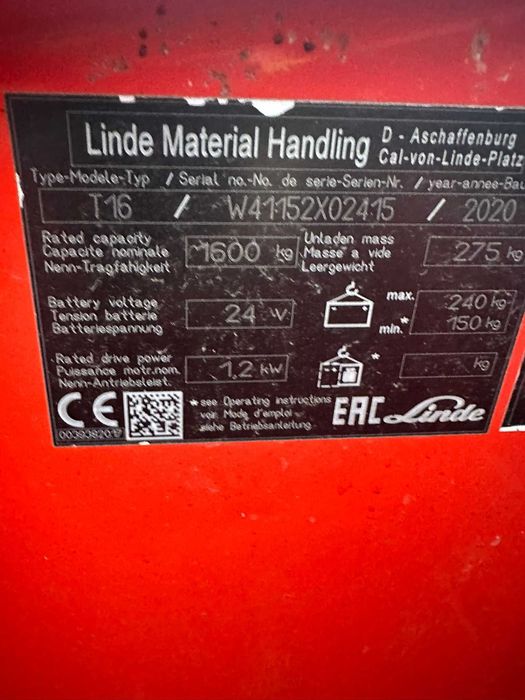 Linde Material Handling
D - Aschaffenburg
Cal-von-Linde-Platz
Type-Modele-Typ / Serial no.-No. de serie-Serien-Nr. / year-annee-Bau
T16 / W41152X02415 / 2020
Rated capacity
Capacite nominale
Nenn-Tragfähigkeit
1600 kg
Unladen mass
Masse a vide
Leergewicht
275 kg
Battery voltage
Tension batterie
Batteriespannung
24 V
max. 240 kg
min.* 150 kg
Rated drive power
Puissance motr.nom.
Nenn-Antriebsleist.
1,2 kW
* kg
CE
0039382017
* see Operating instructions
voir Mode d'emploi
siehe Betriebsanleitung
EAC Linde